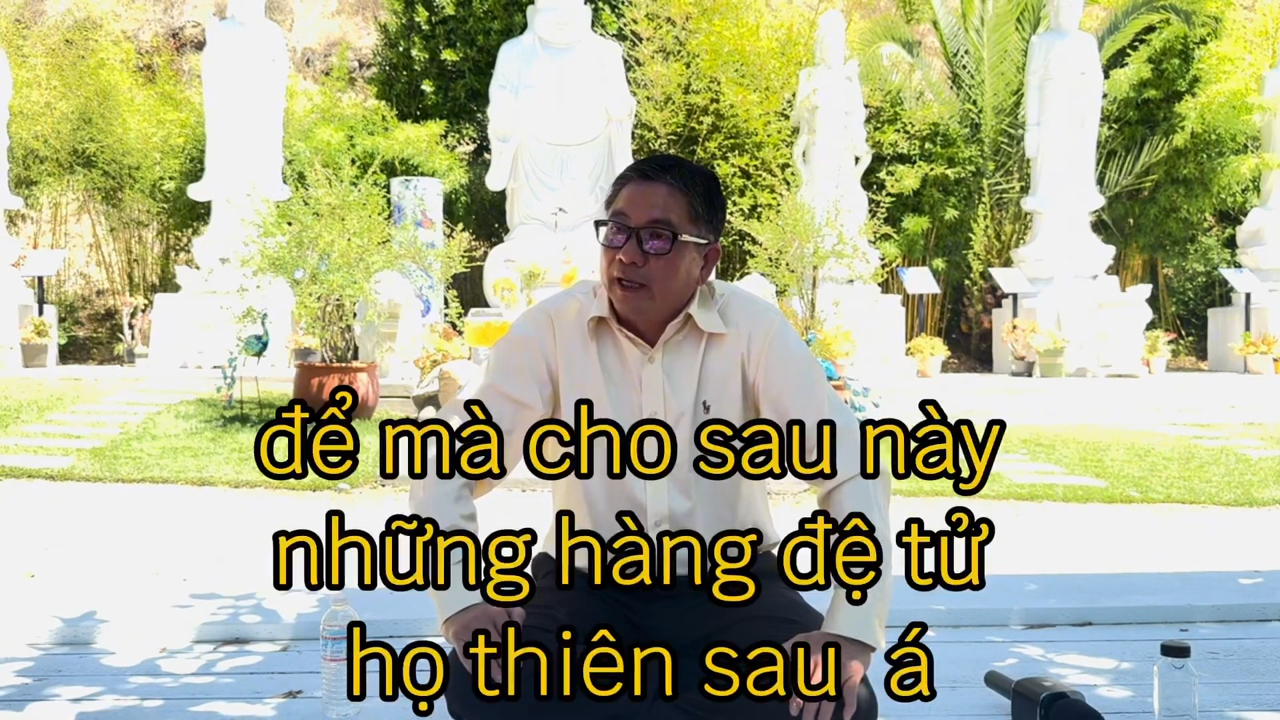 để mà cho sau này
những hàng đệ tử
họ thiên sau á